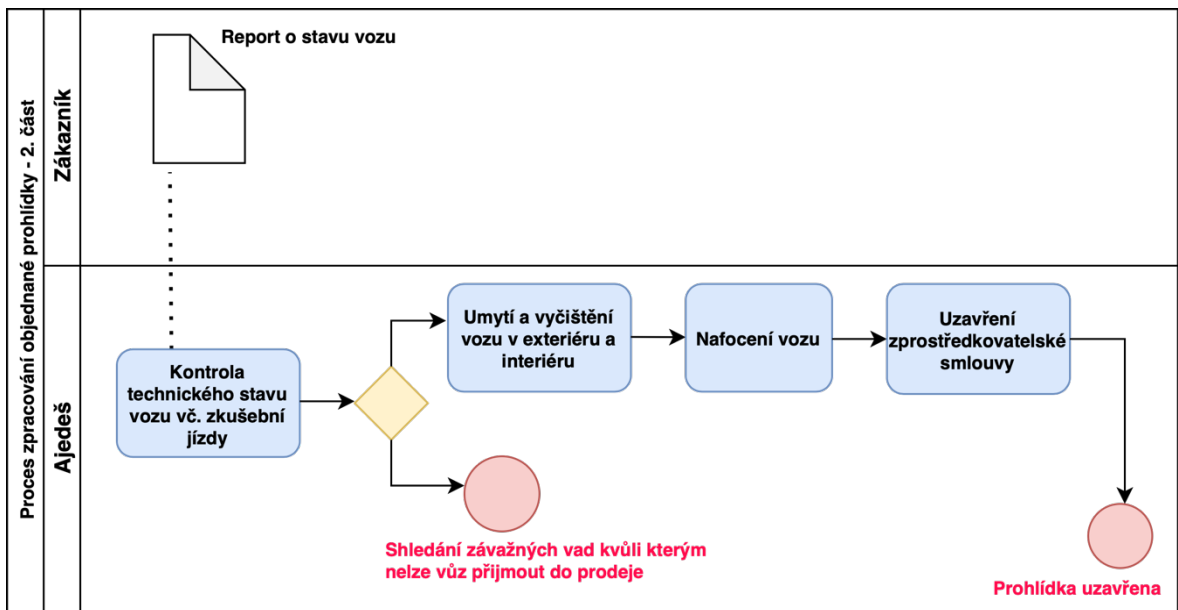 Proces zpracování objednané prohlídky - 2. část
Zákazník
Report o stavu vozu
Ajedeš
Kontrola
technického stavu
vozu vč. zkušební
jízdy
Umytí a vyčištění
vozu v exteriéru a
interiéru
Nafocení vozu
Uzavření
zprostředkovatelské
smlouvy
Shledání závažných vad kvůli kterým
nelze vůz přijmout do prodeje
Prohlídka uzavřena